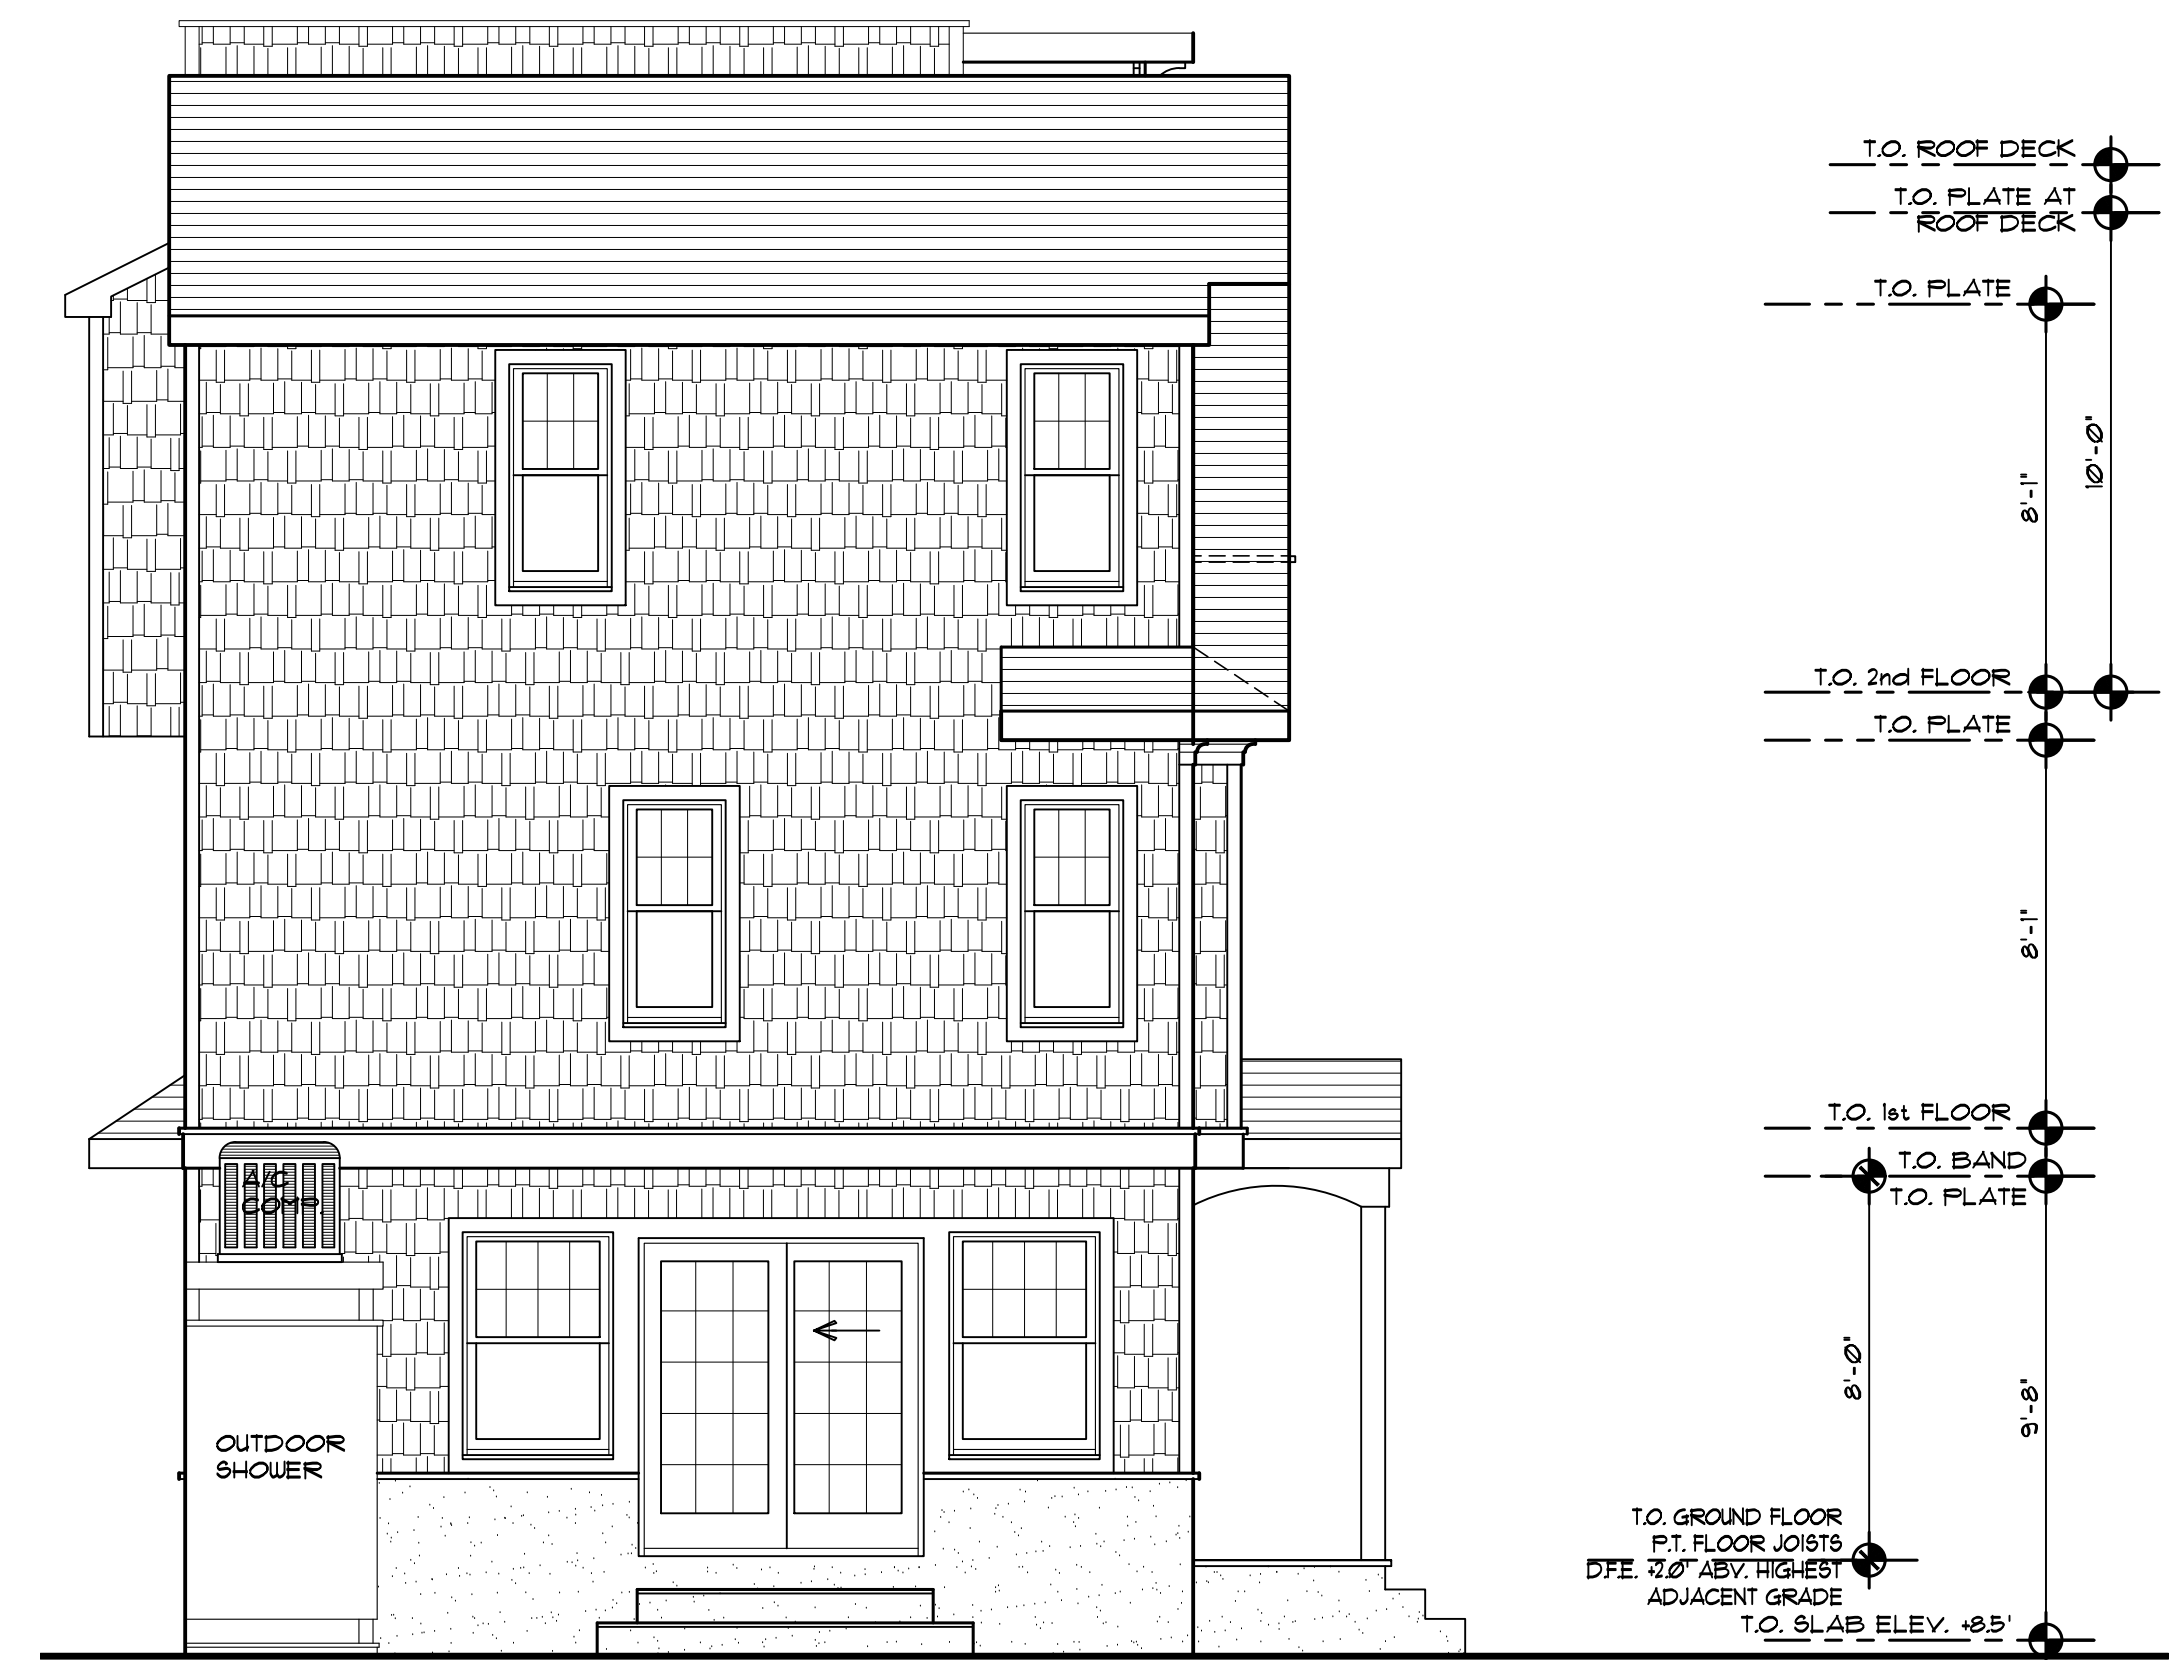 T.O. ROOF DECK
T.O. PLATE AT
ROOF DECK
T.O. PLATE
10'-0"
8'-1"
T.O. 2nd FLOOR
T.O. PLATE
8'-1"
T.O. 1st FLOOR
T.O. BAND
T.O. PLATE
A/C
COMP.
8'-0"
9'-8"
OUTDOOR
SHOWER
T.O. GROUND FLOOR
P.T. FLOOR JOISTS
D.F.E. +2.0' ABV. HIGHEST
ADJACENT GRADE
T.O. SLAB ELEV. +8.5'